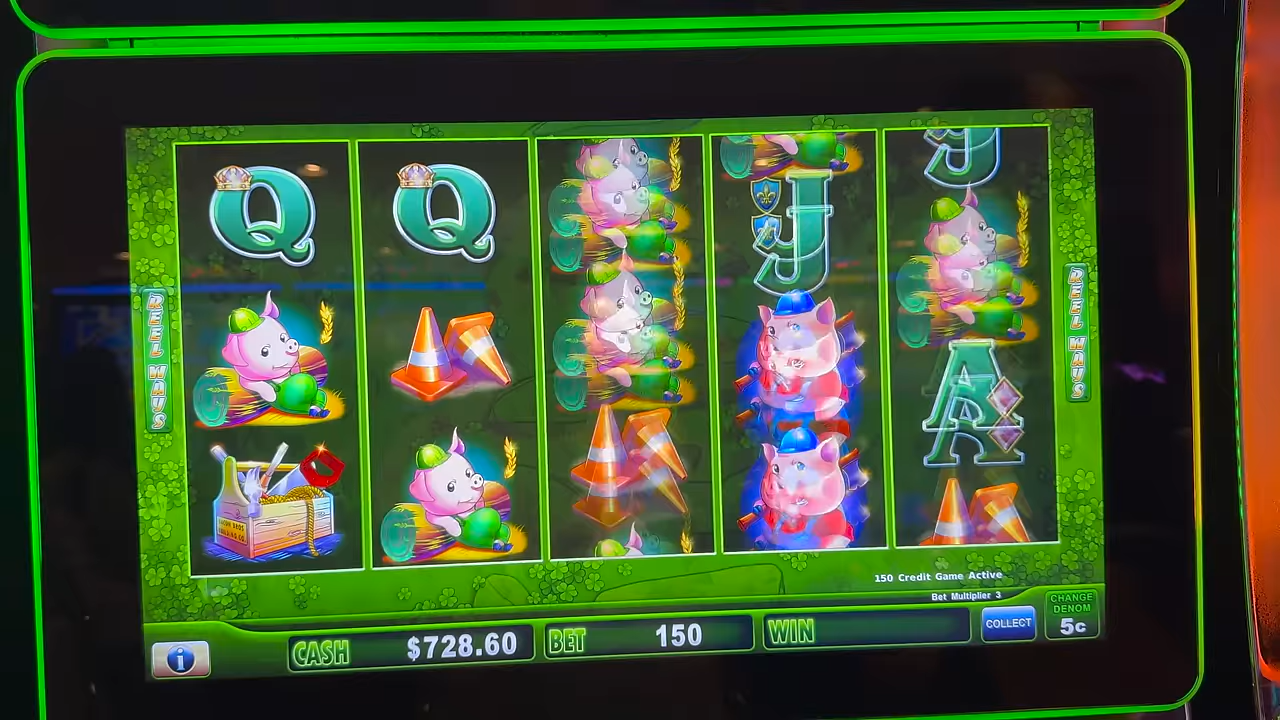 Q
Q
J
J
A
REEL WAYS
REEL WAYS
150 Credit Game Active
Bet Multiplier 3
CASH $728.60 BET 150 WIN
COLLECT
CHANGE
DENOM
5c